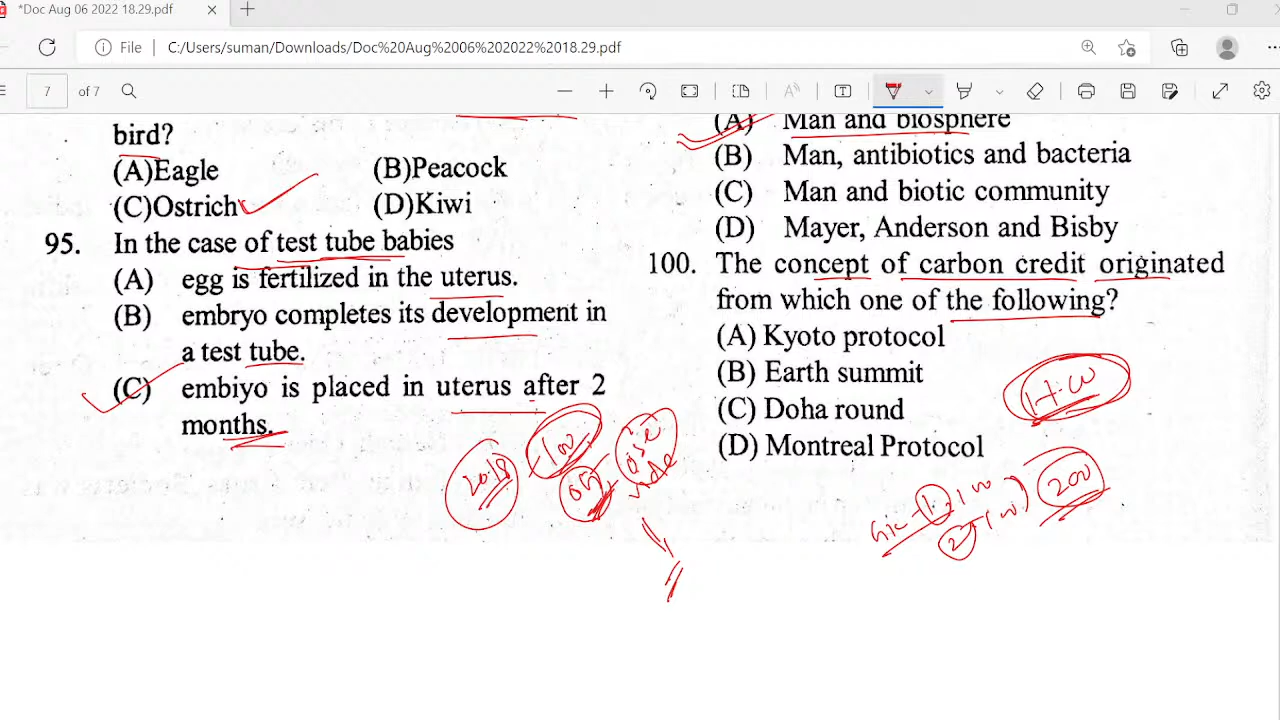 *Doc Aug 06 2022 18.29.pdf
File C:/Users/suman/Downloads/Doc%20Aug%2006%202022%2018.29.pdf
7 of 7
bird?
(A)Eagle (B)Peacock
(C)Ostrich (D)Kiwi
95. In the case of test tube babies
(A) egg is fertilized in the uterus.
(B) embryo completes its development in
a test tube.
(C) embiyo is placed in uterus after 2
months.
2018
100
(A) Man and biosphere
(B) Man, antibiotics and bacteria
(C) Man and biotic community
(D) Mayer, Anderson and Bisby
100. The concept of carbon credit originated
from which one of the following?
(A) Kyoto protocol
(B) Earth summit
(C) Doha round
(D) Montreal Protocol
200